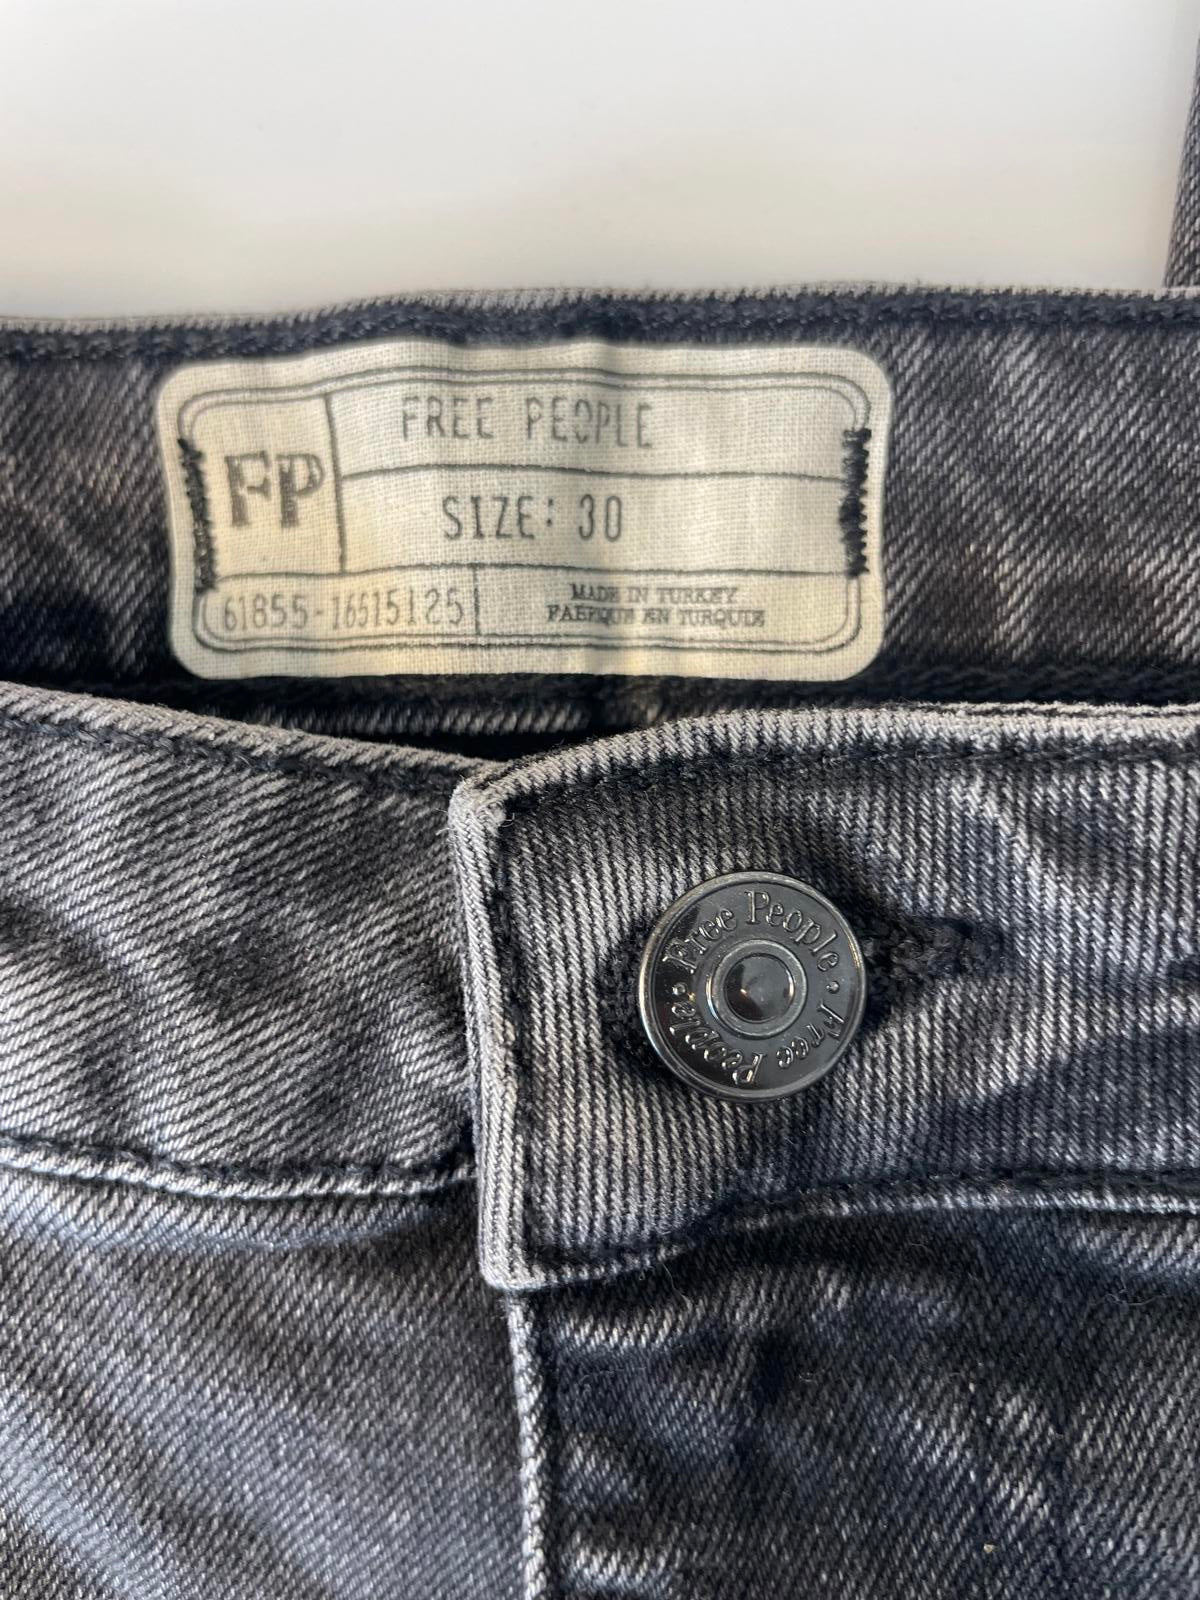 FREE PEOPLE
FP
SIZE: 30
61855-16515125
MADE IN TURKEY
FABRIQUE EN TURQUIE
Free People • Free People •